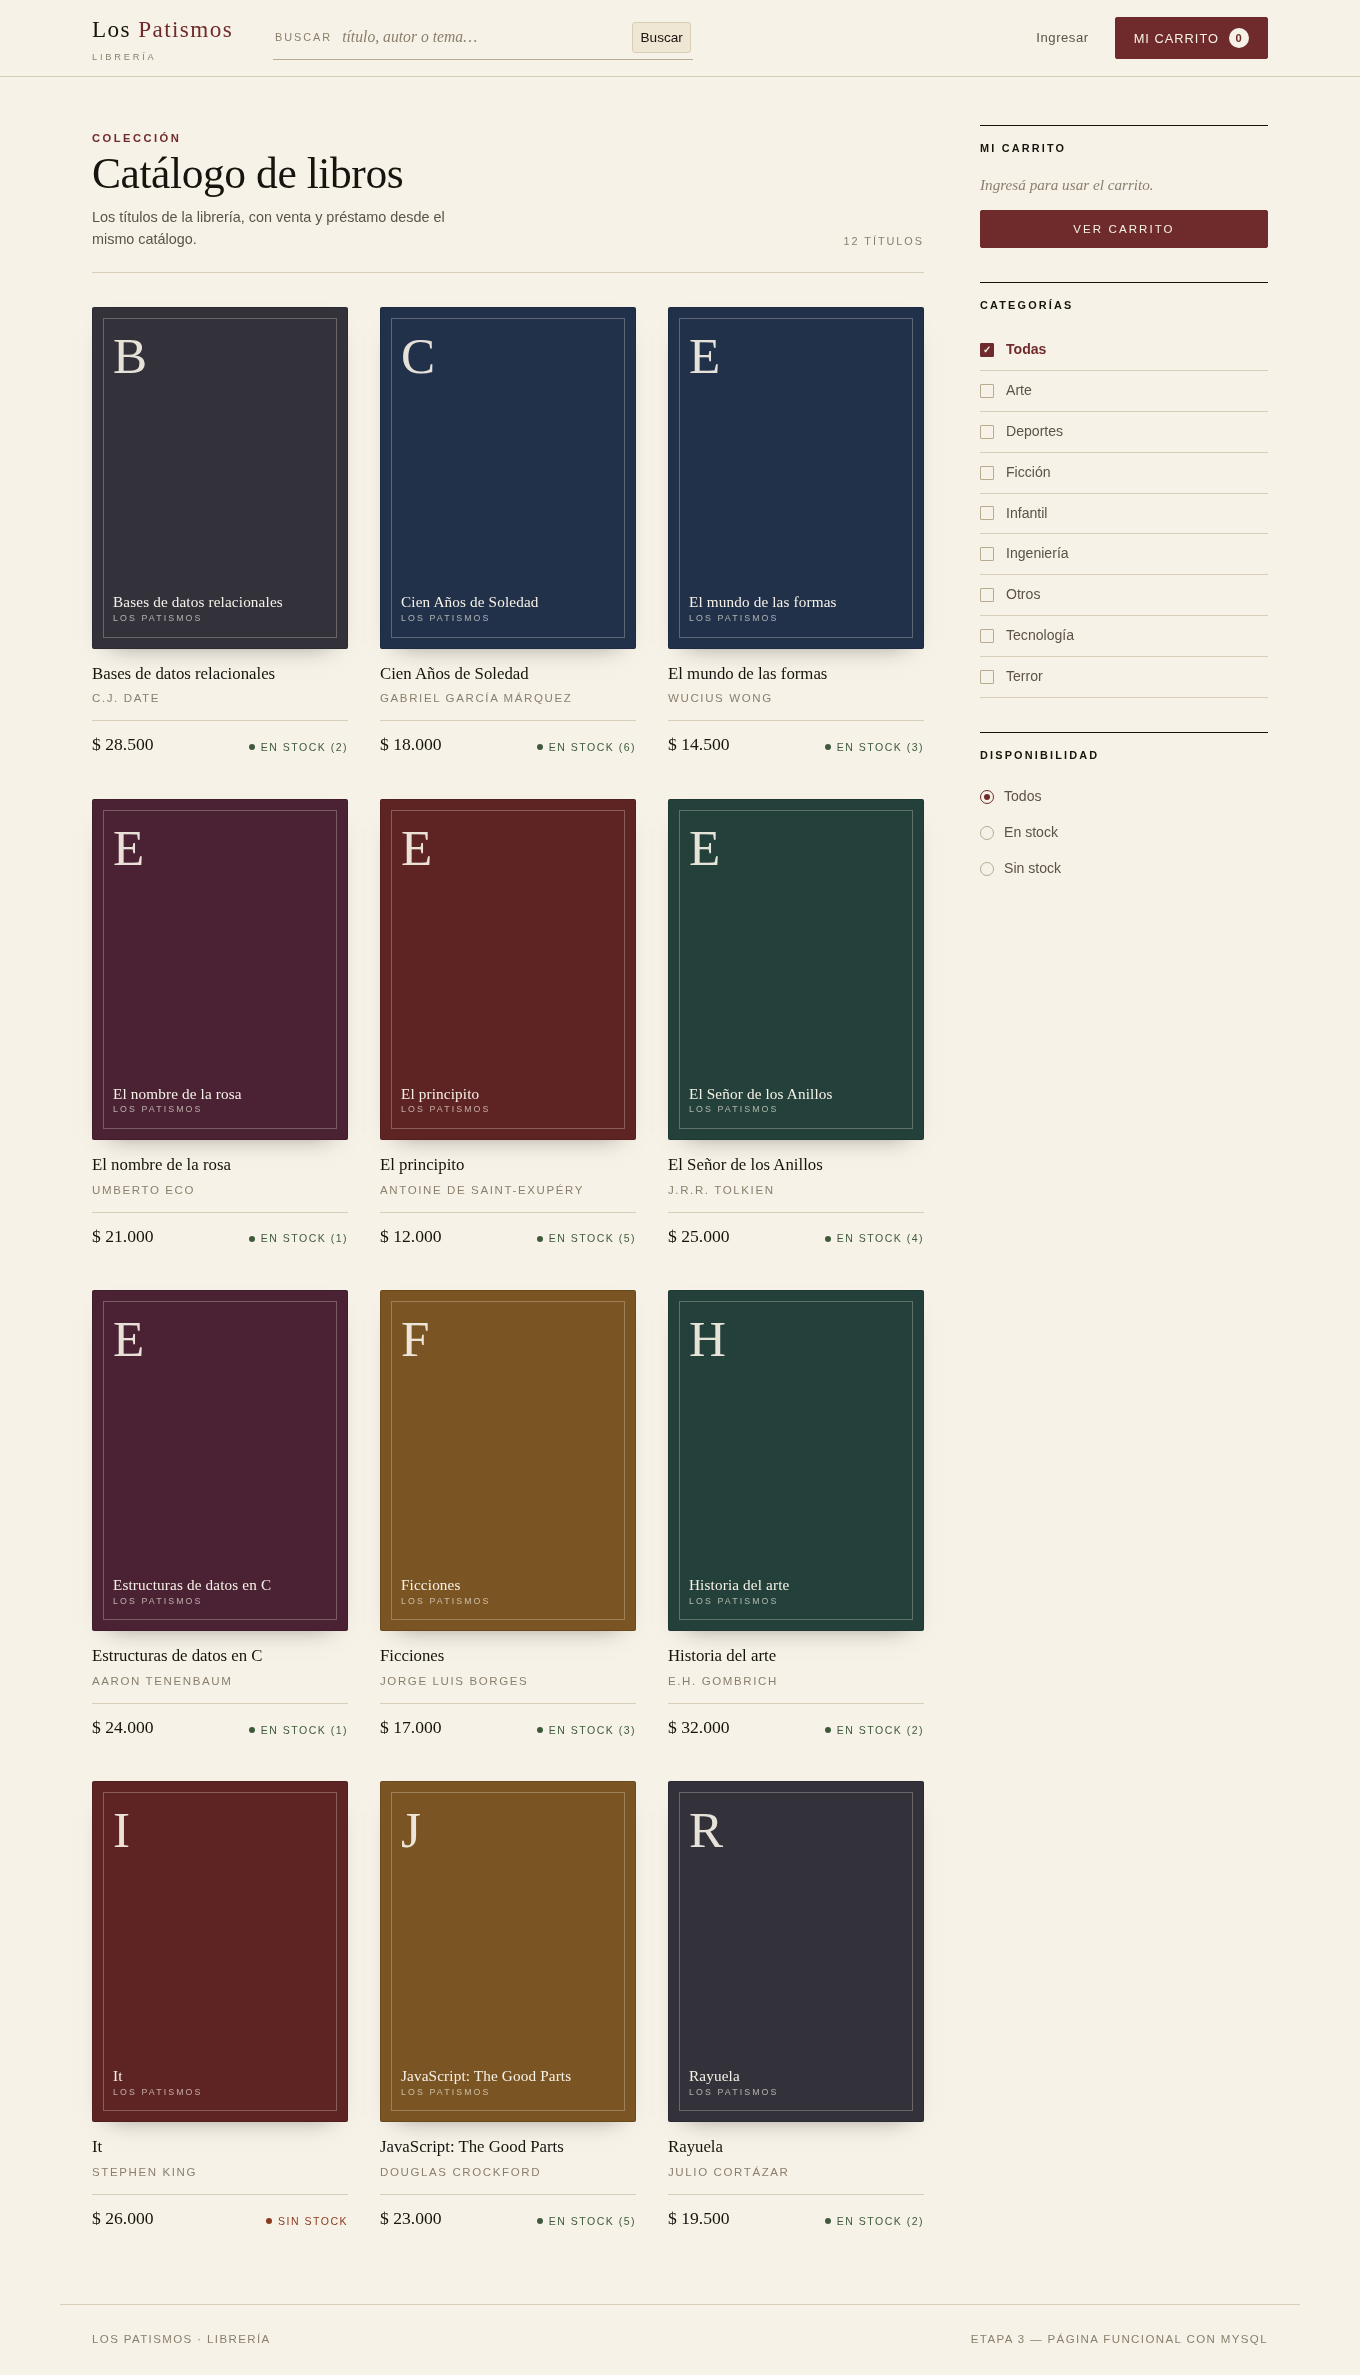 Los Patismos
LIBRERÍA
BUSCAR título, autor o tema… Buscar
Ingresar
MI CARRITO 0
COLECCIÓN
Catálogo de libros
Los títulos de la librería, con venta y préstamo desde el
mismo catálogo.
12 TÍTULOS
B
Bases de datos relacionales
LOS PATISMOS
Bases de datos relacionales
C.J. DATE
$ 28.500 EN STOCK (2)
C
Cien Años de Soledad
LOS PATISMOS
Cien Años de Soledad
GABRIEL GARCÍA MÁRQUEZ
$ 18.000 EN STOCK (6)
E
El mundo de las formas
LOS PATISMOS
El mundo de las formas
WUCIUS WONG
$ 14.500 EN STOCK (3)
E
El nombre de la rosa
LOS PATISMOS
El nombre de la rosa
UMBERTO ECO
$ 21.000 EN STOCK (1)
E
El principito
LOS PATISMOS
El principito
ANTOINE DE SAINT-EXUPÉRY
$ 12.000 EN STOCK (5)
E
El Señor de los Anillos
LOS PATISMOS
El Señor de los Anillos
J.R.R. TOLKIEN
$ 25.000 EN STOCK (4)
E
Estructuras de datos en C
LOS PATISMOS
Estructuras de datos en C
AARON TENENBAUM
$ 24.000 EN STOCK (1)
F
Ficciones
LOS PATISMOS
Ficciones
JORGE LUIS BORGES
$ 17.000 EN STOCK (3)
H
Historia del arte
LOS PATISMOS
Historia del arte
E.H. GOMBRICH
$ 32.000 EN STOCK (2)
I
It
LOS PATISMOS
It
STEPHEN KING
$ 26.000 SIN STOCK
J
JavaScript: The Good Parts
LOS PATISMOS
JavaScript: The Good Parts
DOUGLAS CROCKFORD
$ 23.000 EN STOCK (5)
R
Rayuela
LOS PATISMOS
Rayuela
JULIO CORTÁZAR
$ 19.500 EN STOCK (2)
MI CARRITO
Ingresá para usar el carrito.
VER CARRITO
CATEGORÍAS
Todas
Arte
Deportes
Ficción
Infantil
Ingeniería
Otros
Tecnología
Terror
DISPONIBILIDAD
Todos
En stock
Sin stock
LOS PATISMOS · LIBRERÍA
ETAPA 3 — PÁGINA FUNCIONAL CON MYSQL